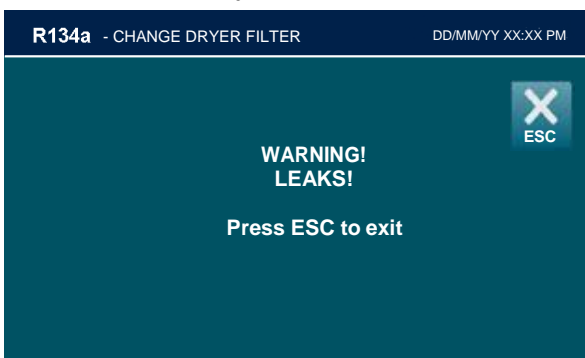 R134a - CHANGE DRYER FILTER DD/MM/YY XX:XX PM
ESC
WARNING!
LEAKS!
Press ESC to exit